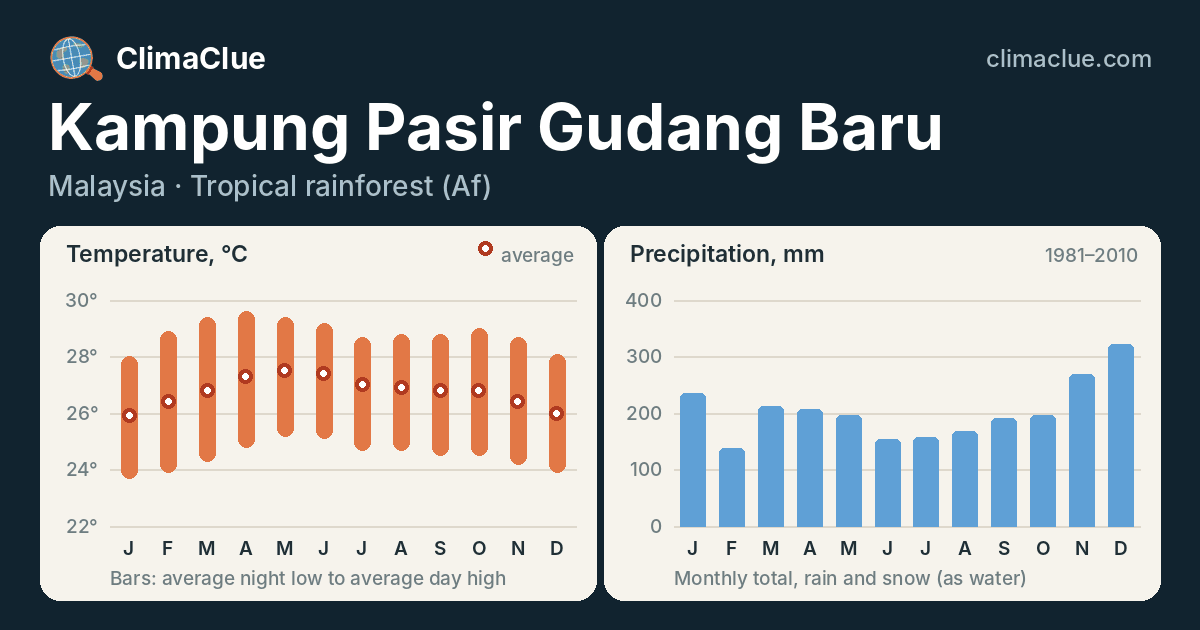 ClimaClue
climaclue.com
Kampung Pasir Gudang Baru
Malaysia · Tropical rainforest (Af)
Temperature, °C
average
30°
28°
26°
24°
22°
J F M A M J J A S O N D
Bars: average night low to average day high
Precipitation, mm
1981–2010
400
300
200
100
0
J F M A M J J A S O N D
Monthly total, rain and snow (as water)